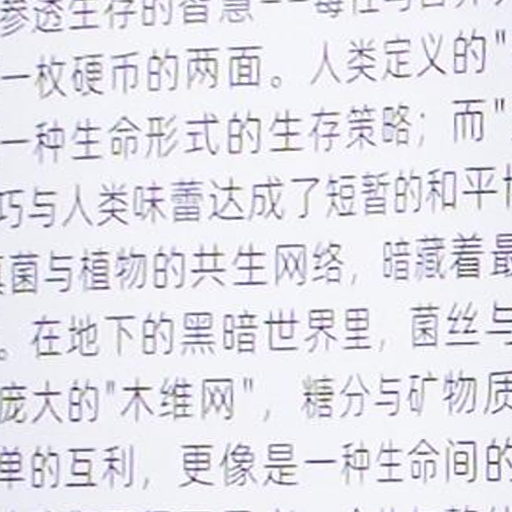 渗透生存的智慧——毒性与
一枚硬币的两面。人类定义的"
一种生命形式的生存策略；而"
巧与人类味蕾达成了短暂的和平
菌与植物的共生网络，暗藏着最
。在地下的黑暗世界里，菌丝与
庞大的"木维网"，糖分与矿物质
单的互利，更像是一种生命间的